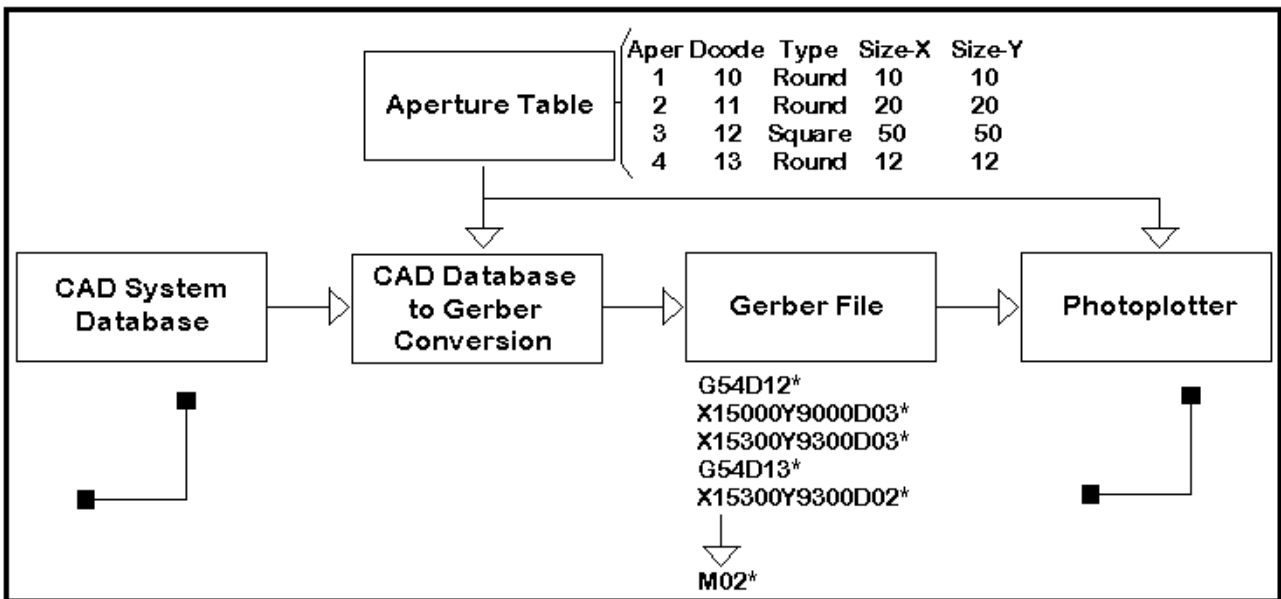 Aper Dcode Type Size-X Size-Y
1 10 Round 10 10
2 11 Round 20 20
3 12 Square 50 50
4 13 Round 12 12
Aperture Table
CAD System
Database
CAD Database
to Gerber
Conversion
Gerber File
Photoplotter
G54D12*
X15000Y9000D03*
X15300Y9300D03*
G54D13*
X15300Y9300D02*
M02*